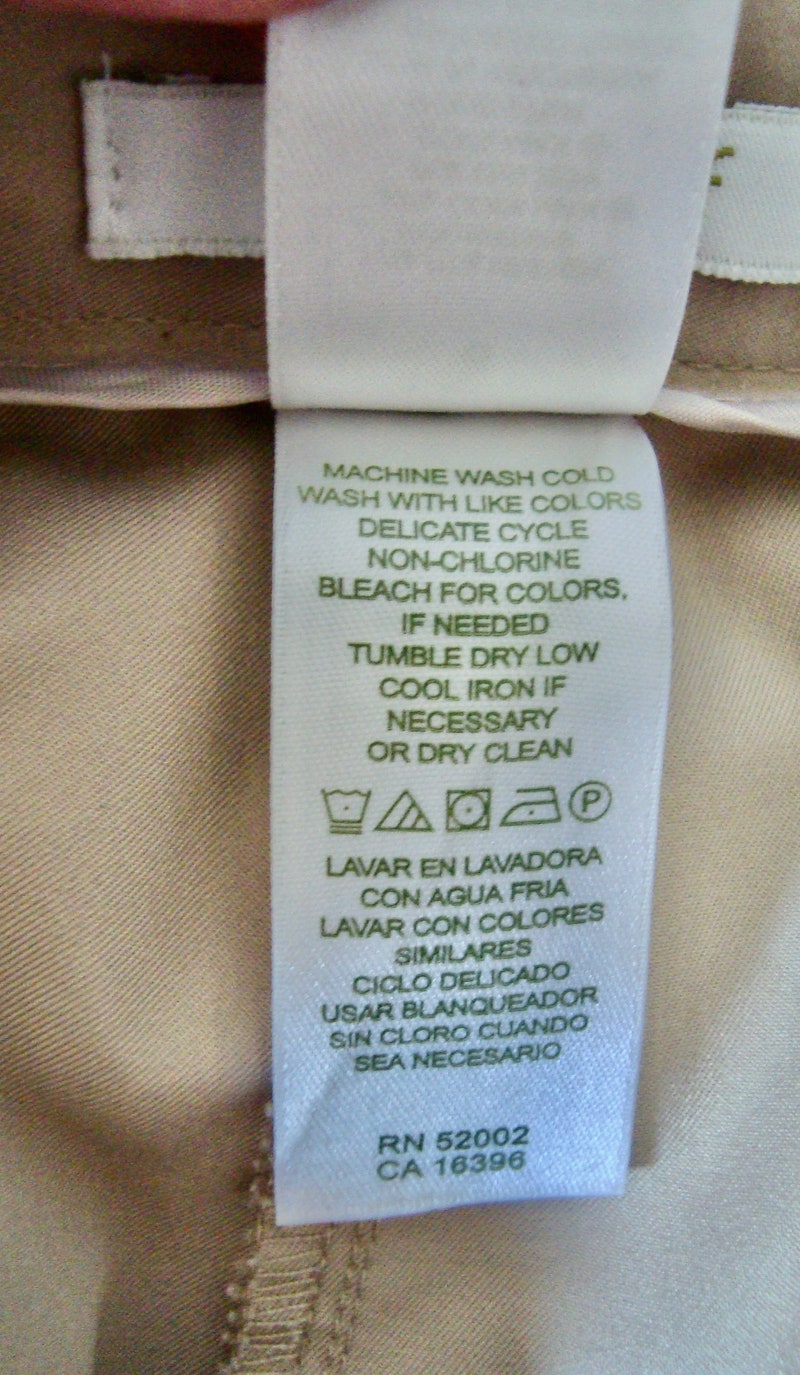 MACHINE WASH COLD
WASH WITH LIKE COLORS
DELICATE CYCLE
NON-CHLORINE
BLEACH FOR COLORS,
IF NEEDED
TUMBLE DRY LOW
COOL IRON IF
NECESSARY
OR DRY CLEAN
P
LAVAR EN LAVADORA
CON AGUA FRIA
LAVAR CON COLORES
SIMILARES
CICLO DELICADO
USAR BLANQUEADOR
SIN CLORO CUANDO
SEA NECESARIO
RN 52002
CA 16396